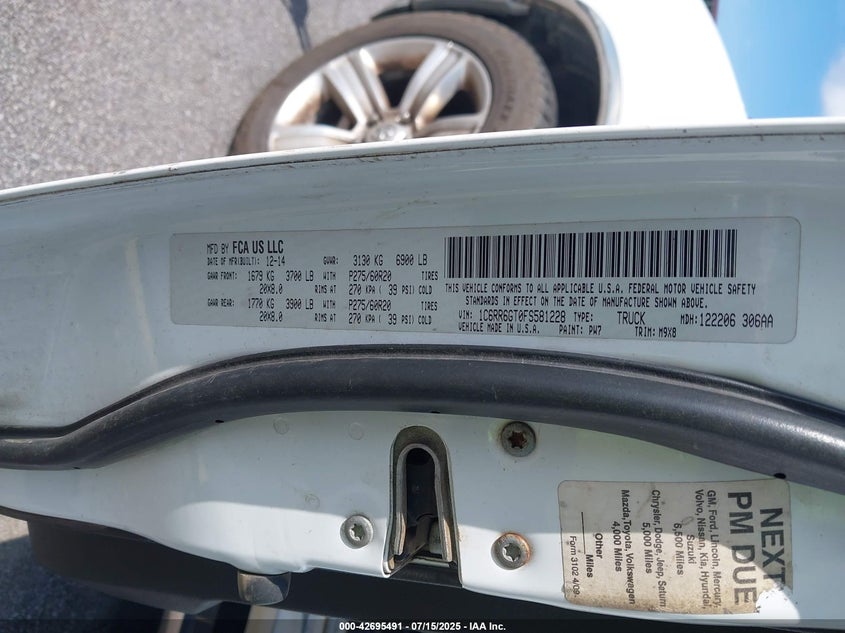 MFD BY FCA US LLC
DATE OF MFR(BUILT): 12-14 GVWR: 3130 KG 6900 LB
GAWR FRONT: 1679 KG 3700 LB WITH P275/60R20 TIRES
20X8.0 RIMS AT 270 KPA ( 39 PSI) COLD
GAWR REAR: 1770 KG 3900 LB WITH P275/60R20 TIRES
20X8.0 RIMS AT 270 KPA ( 39 PSI) COLD
THIS VEHICLE CONFORMS TO ALL APPLICABLE U.S.A. FEDERAL MOTOR VEHICLE SAFETY
STANDARDS IN EFFECT ON THE DATE OF MANUFACTURE SHOWN ABOVE.
VIN: 1C6RR6GT0FS581228 TYPE: TRUCK MDH: 122206 306AA
VEHICLE MADE IN U.S.A. PAINT: PW7 TRIM: M9X8
NEXT
PM DUE
GM, Ford, Lincoln, Mercury,
Volvo, Nissan, Kia, Hyundai,
Suzuki
6,500 Miles
Chrysler, Dodge, Jeep, Saturn
5,000 Miles
Mazda, Toyota, Volkswagen
4,000 Miles
Other
Miles
Form 3102 4/09
000-42695491 - 07/15/2025 - IAA Inc.